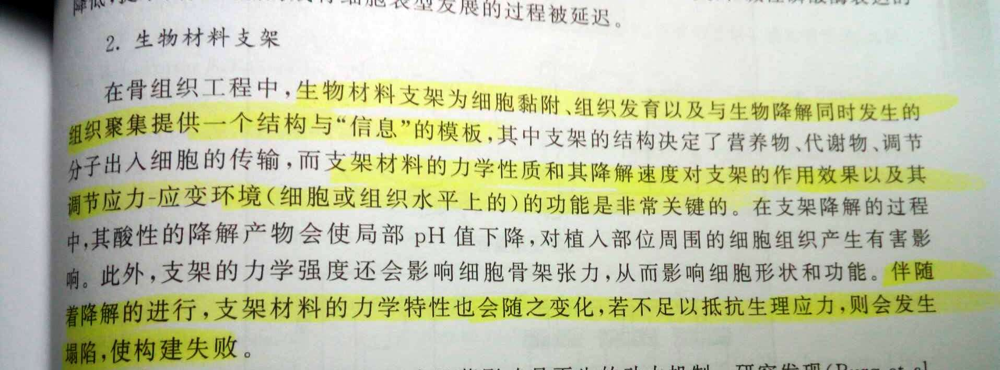 降低,
细胞表型发展的过程被延迟。
2. 生物材料支架
在骨组织工程中,生物材料支架为细胞黏附、组织发育以及与生物降解同时发生的
组织聚集提供一个结构与“信息”的模板,其中支架的结构决定了营养物、代谢物、调节
分子出入细胞的传输,而支架材料的力学性质和其降解速度对支架的作用效果以及其
调节应力-应变环境(细胞或组织水平上的)的功能是非常关键的。在支架降解的过程
中,其酸性的降解产物会使局部 pH 值下降,对植入部位周围的细胞组织产生有害影
响。此外,支架的力学强度还会影响细胞骨架张力,从而影响细胞形状和功能。伴随
着降解的进行,支架材料的力学特性也会随之变化,若不足以抵抗生理应力,则会发生
塌陷,使构建失败。
研究发现